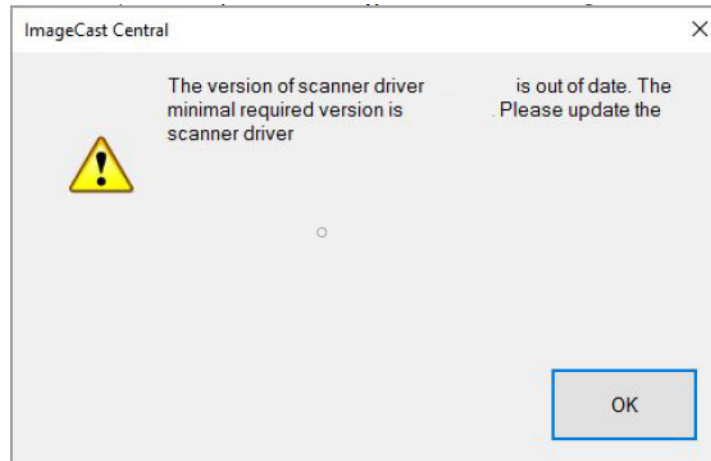 ImageCast Central
The version of scanner driver is out of date. The
minimal required version is . Please update the
scanner driver
OK